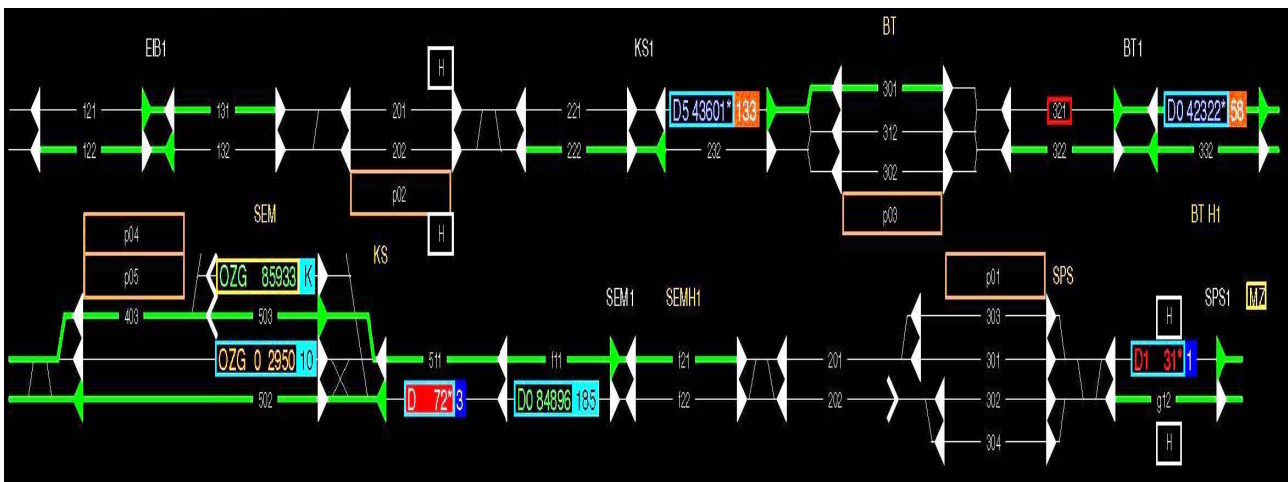 BT
EIB1 KS1 BT1
H
121 131 201 221 D5 43601* 133 301 321 D0 42322* 58
312
122 132 202 222 232 322 332
302
p02 p03
SEM BT H1
p04 H
KS
p05 OZG 85933 K p01 SPS
SEM1 SEMH1 SPS1 MZ
403 503 303 H
OZG 0 2950 10 5f1 f11 f21 201 301 D1 31* 1
502 D 72* 3 D0 84896 185 f22 202 302 g12
304 H